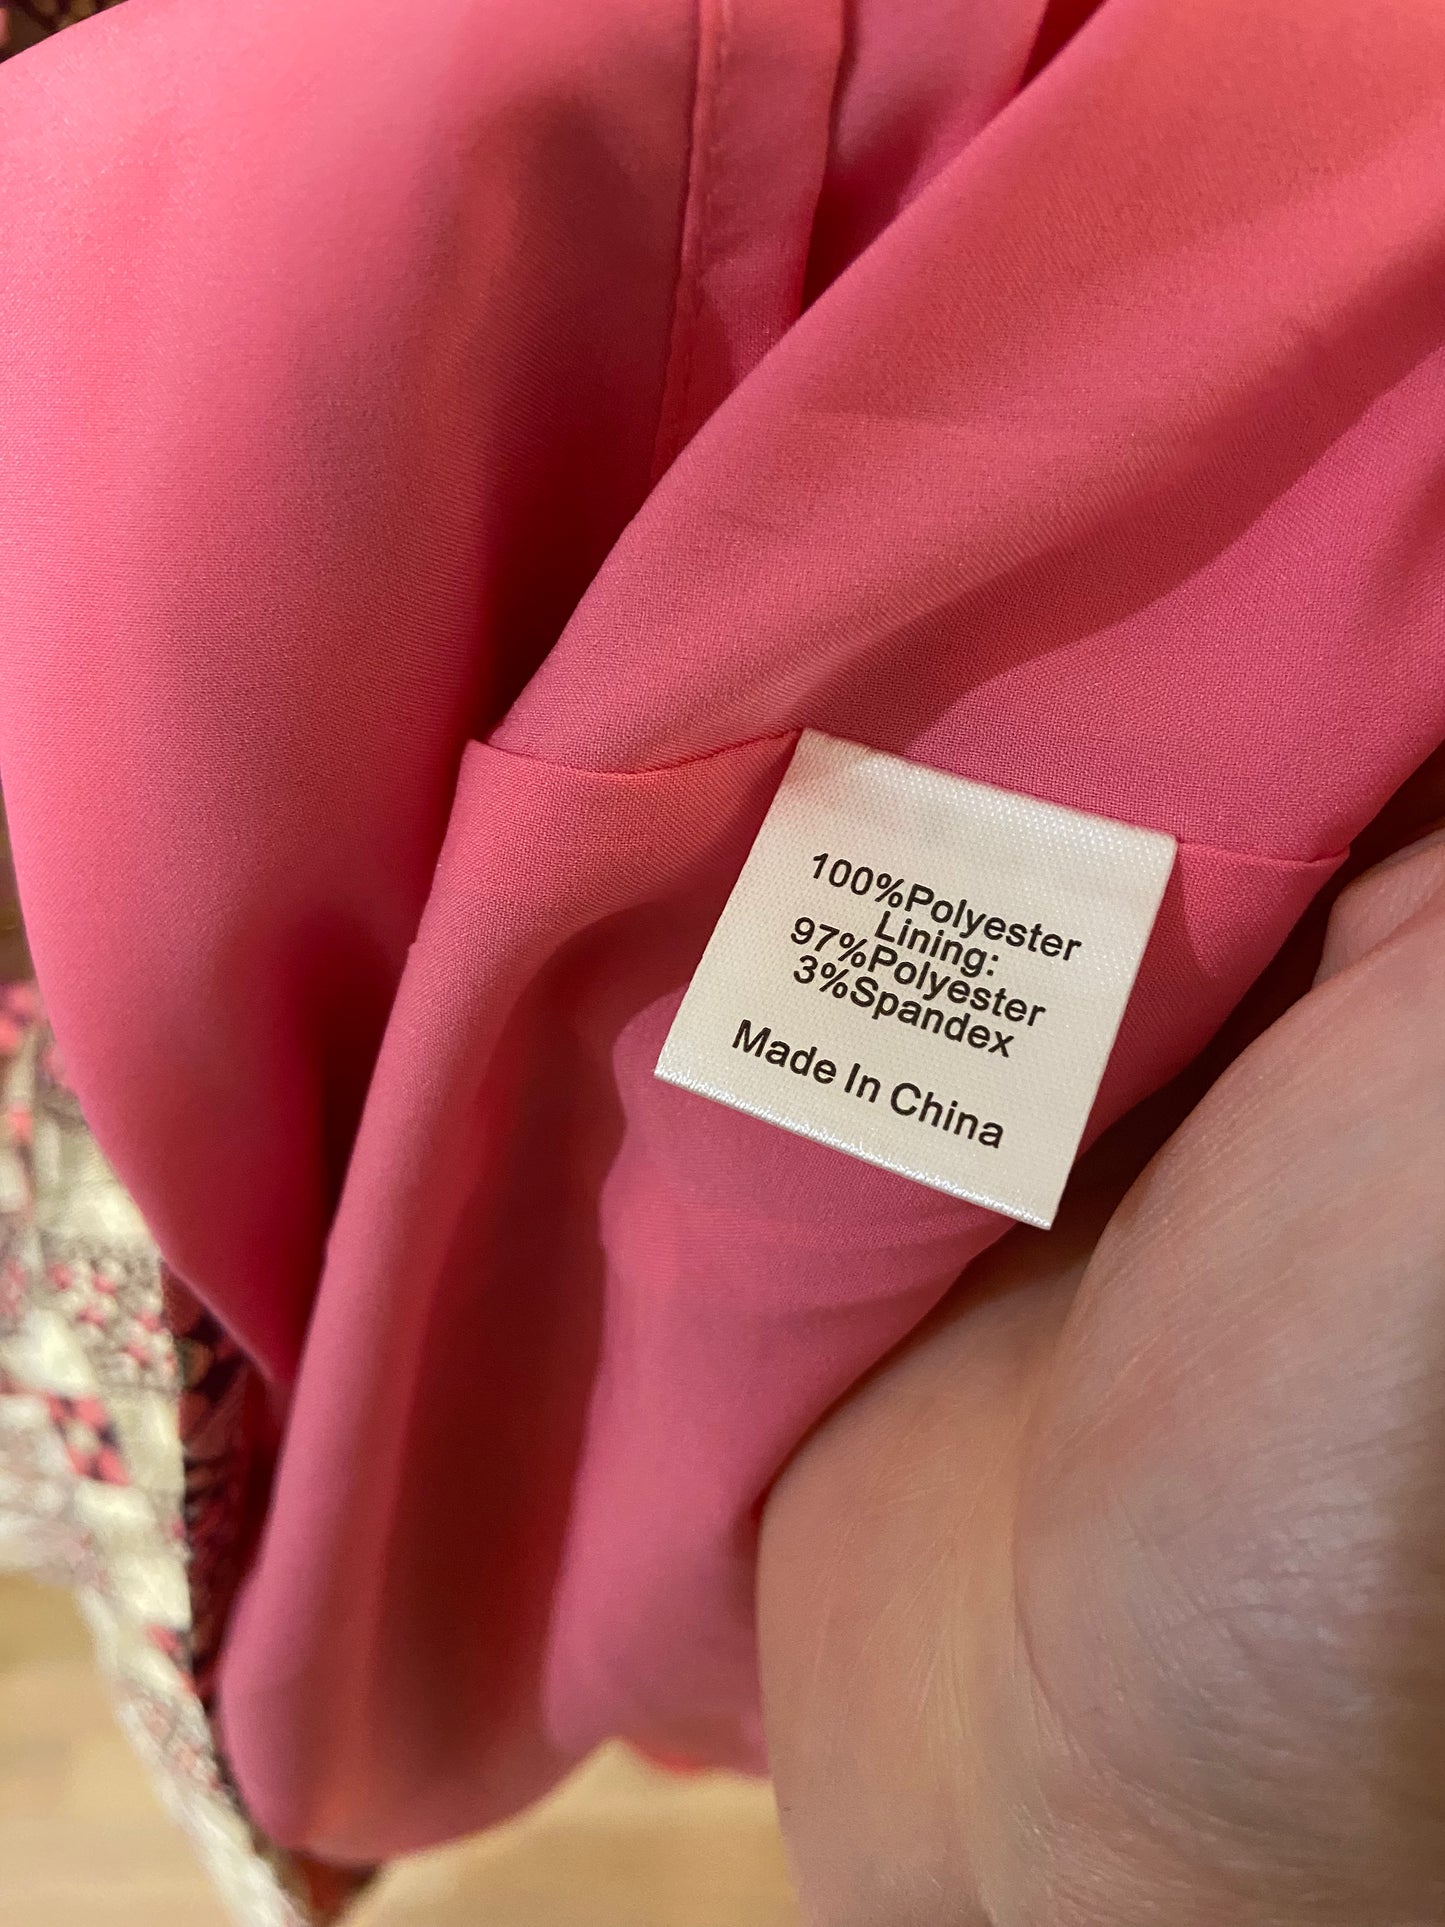 100%Polyester
Lining:
97%Polyester
3%Spandex
Made In China